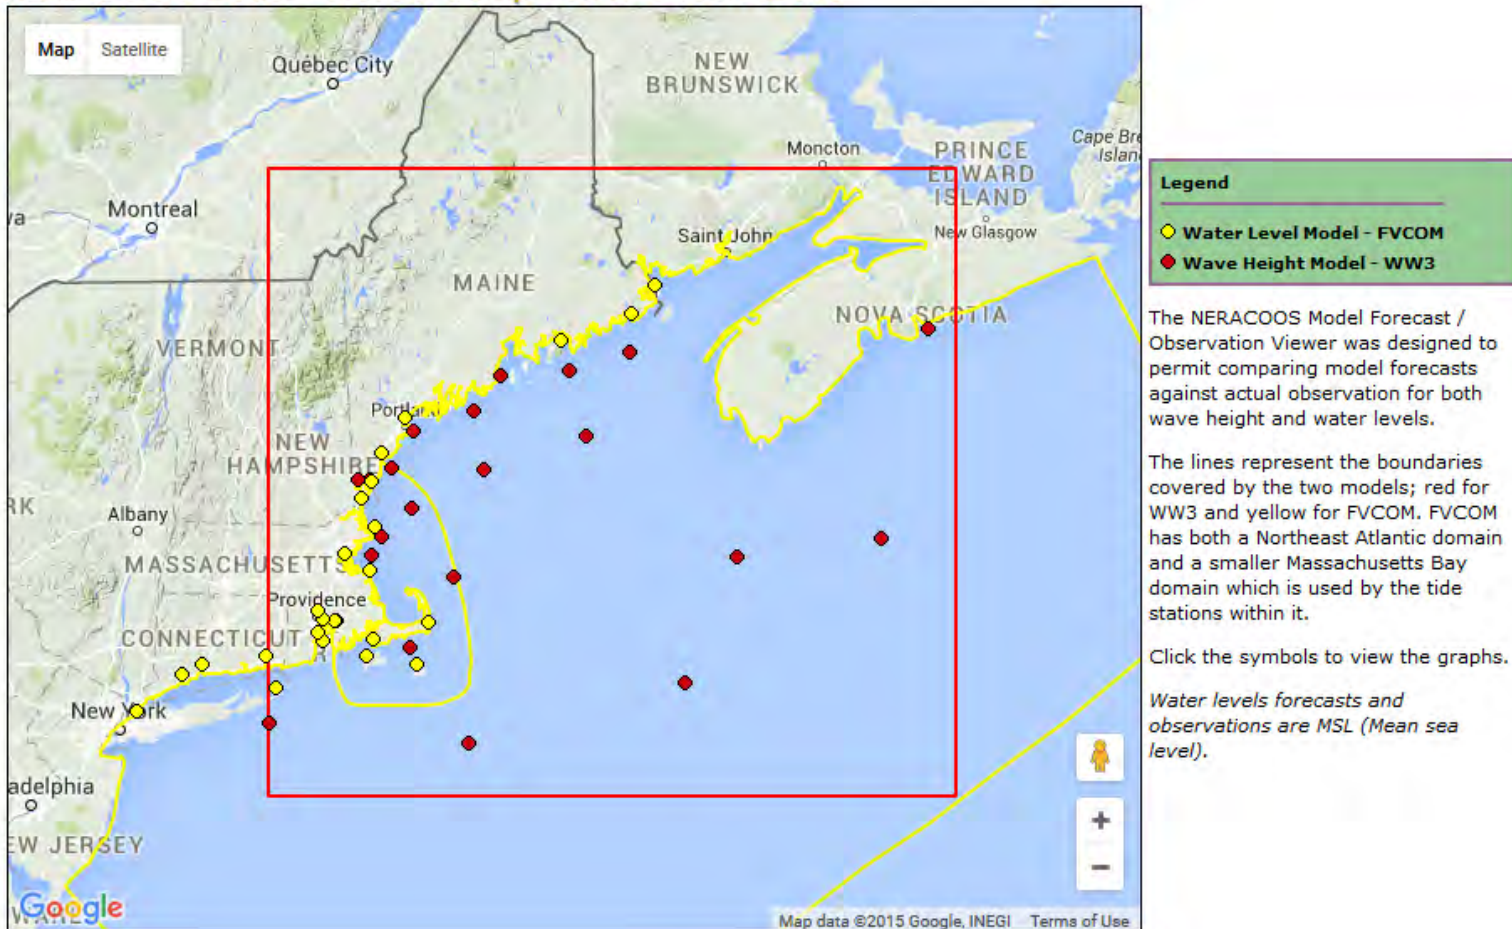 Map Satellite
Québec City
NEW
BRUNSWICK
Moncton
Cape Bre
Islan
PRINCE
EDWARD
ISLAND
wa
Montreal
Saint John
New Glasgow
MAINE
NOVA SCOTIA
VERMONT
Portland
NEW
HAMPSHIRE
RK
Albany
MASSACHUSETTS
Providence
CONNECTICUT
R
New York
adelphia
EW JERSEY
Google
Map data ©2015 Google, INEGI Terms of Use
+
−
Legend
Water Level Model - FVCOM
Wave Height Model - WW3
The NERACOOS Model Forecast /
Observation Viewer was designed to
permit comparing model forecasts
against actual observation for both
wave height and water levels.
The lines represent the boundaries
covered by the two models; red for
WW3 and yellow for FVCOM. FVCOM
has both a Northeast Atlantic domain
and a smaller Massachusetts Bay
domain which is used by the tide
stations within it.
Click the symbols to view the graphs.
Water levels forecasts and
observations are MSL (Mean sea
level).